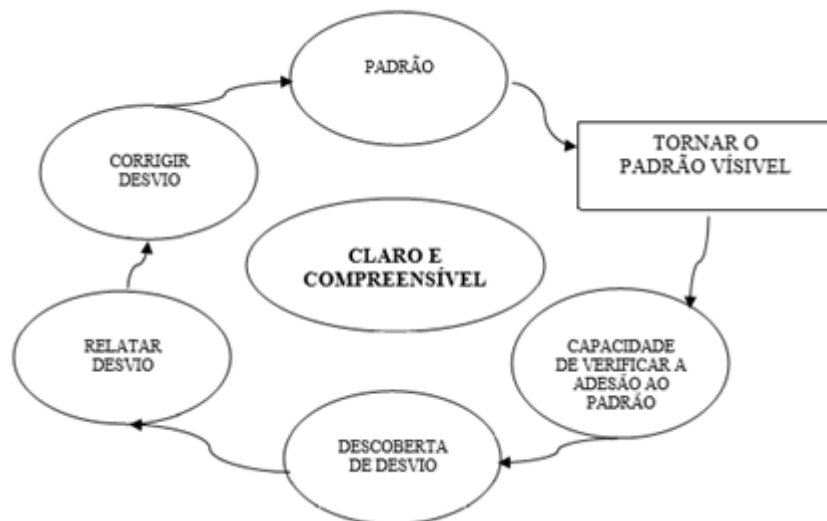 PADRÃO
TORNAR O
PADRÃO VÍSIVEL
CAPACIDADE
DE VERIFICAR A
ADESÃO AO
PADRÃO
DESCOBERTA
DE DESVIO
RELATAR
DESVIO
CORRIGIR
DESVIO
CLARO E
COMPREENSÍVEL